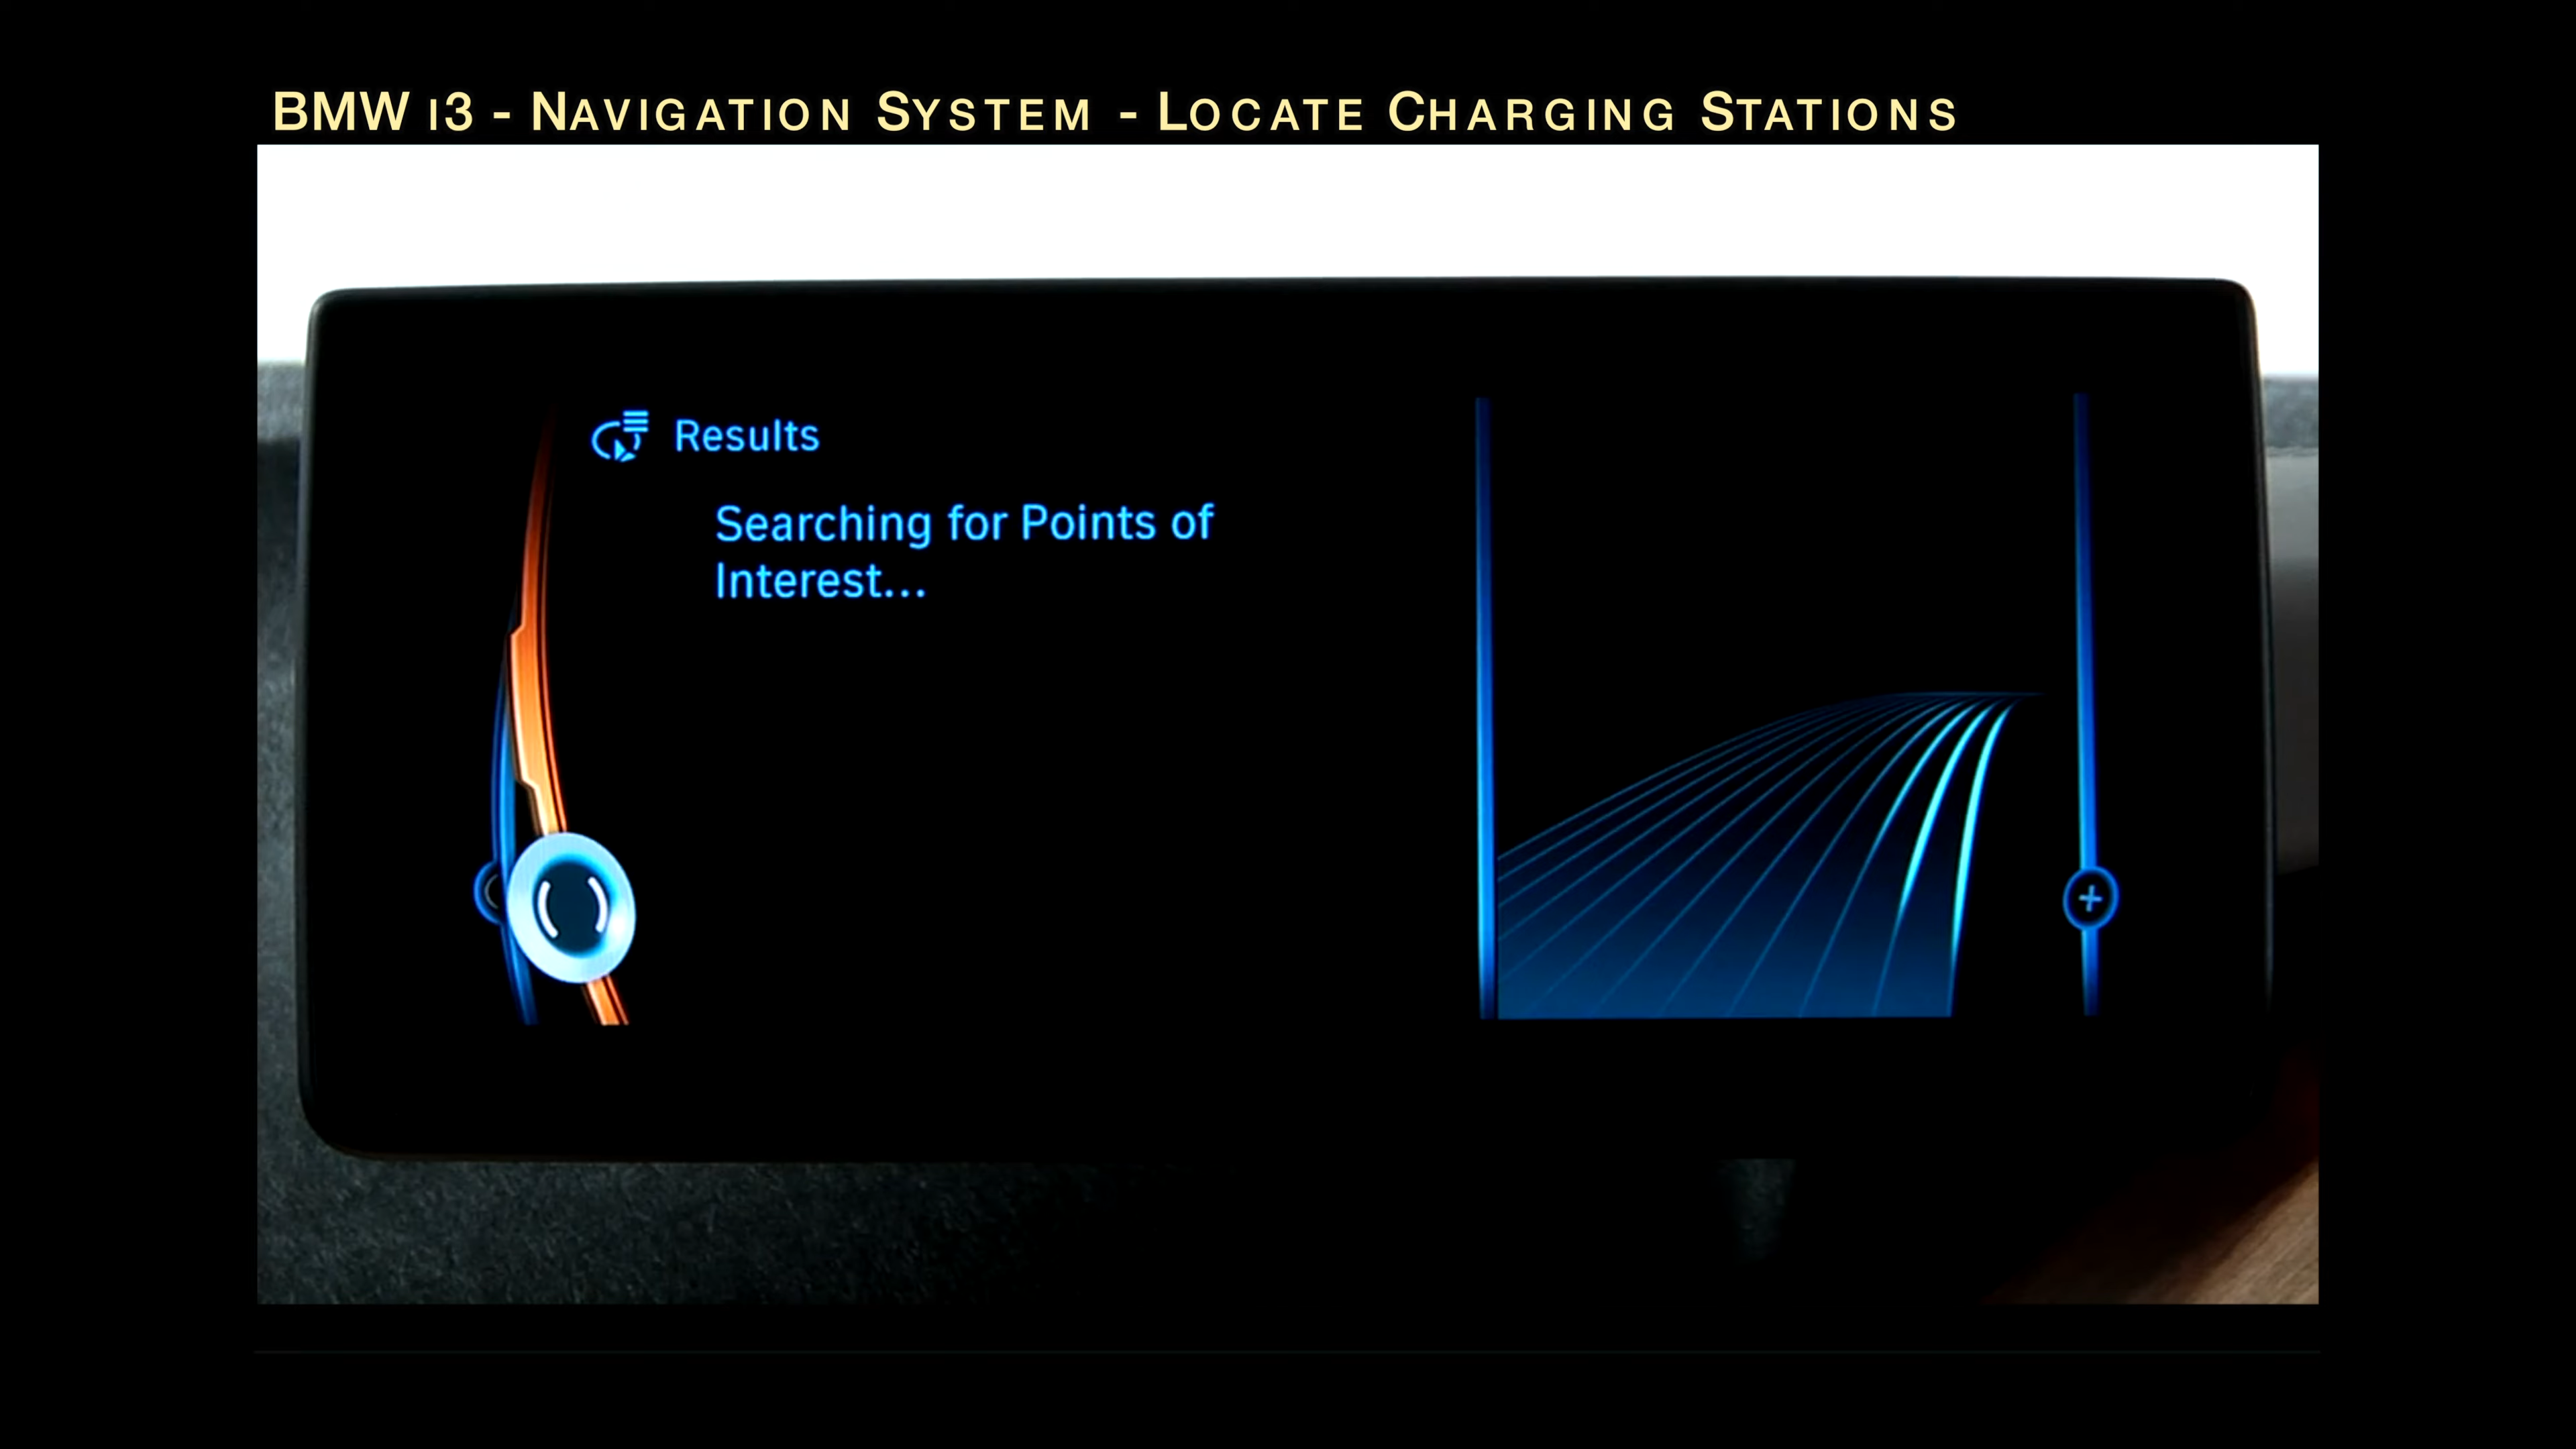 BMW i3 - Navigation System - Locate Charging Stations
Results
Searching for Points of
Interest...